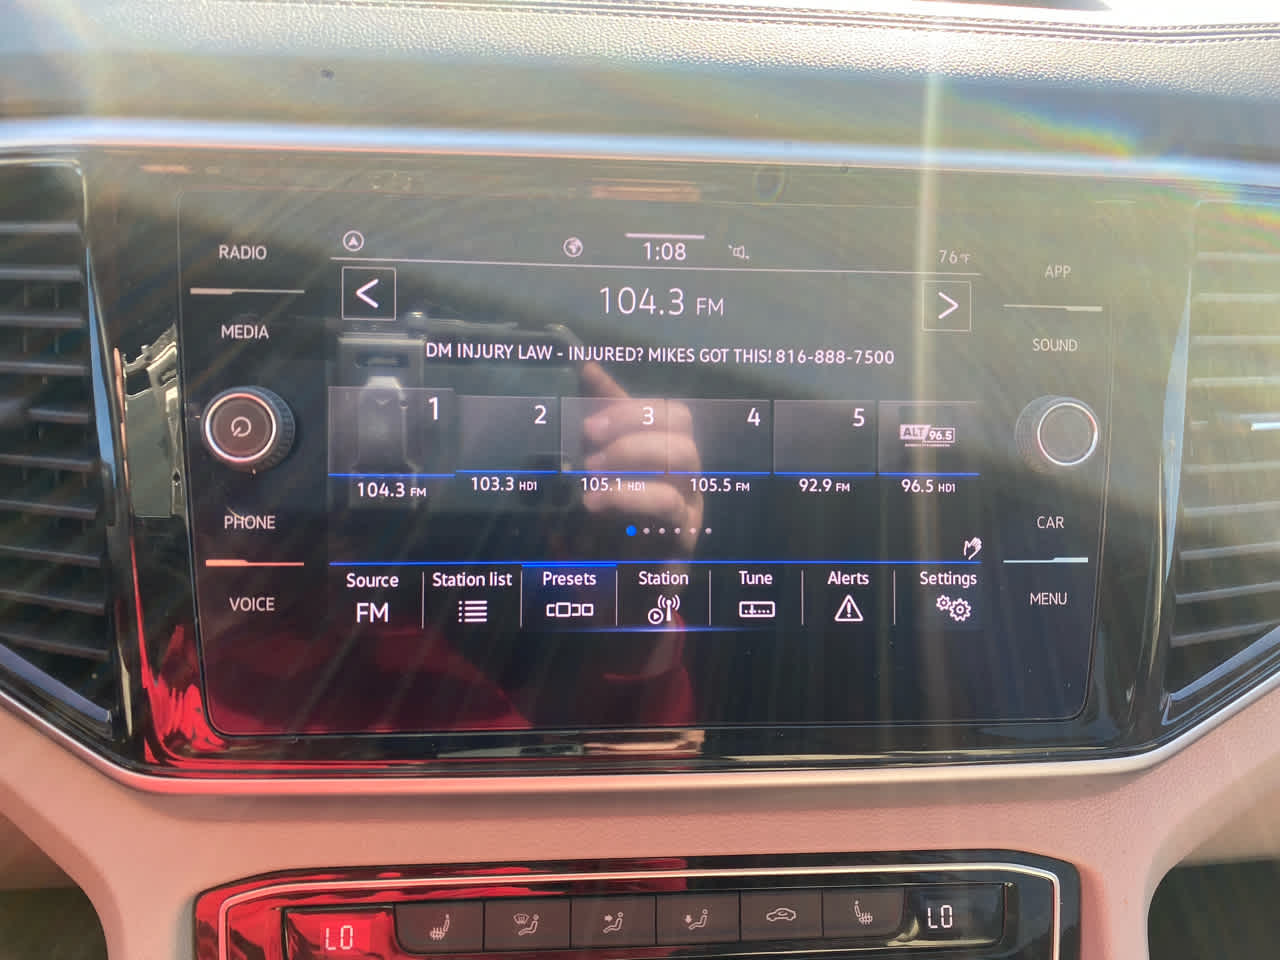 RADIO
MEDIA
PHONE
VOICE
1:08
76°F
104.3 FM
DM INJURY LAW - INJURED? MIKES GOT THIS! 816-888-7500
1
2
3
4
5
ALT 96.5
104.3 FM
103.3 HD1
105.1 HD1
105.5 FM
92.9 FM
96.5 HD1
Source
FM
Station list
Presets
Station
Tune
Alerts
Settings
APP
SOUND
CAR
MENU
LO
LO